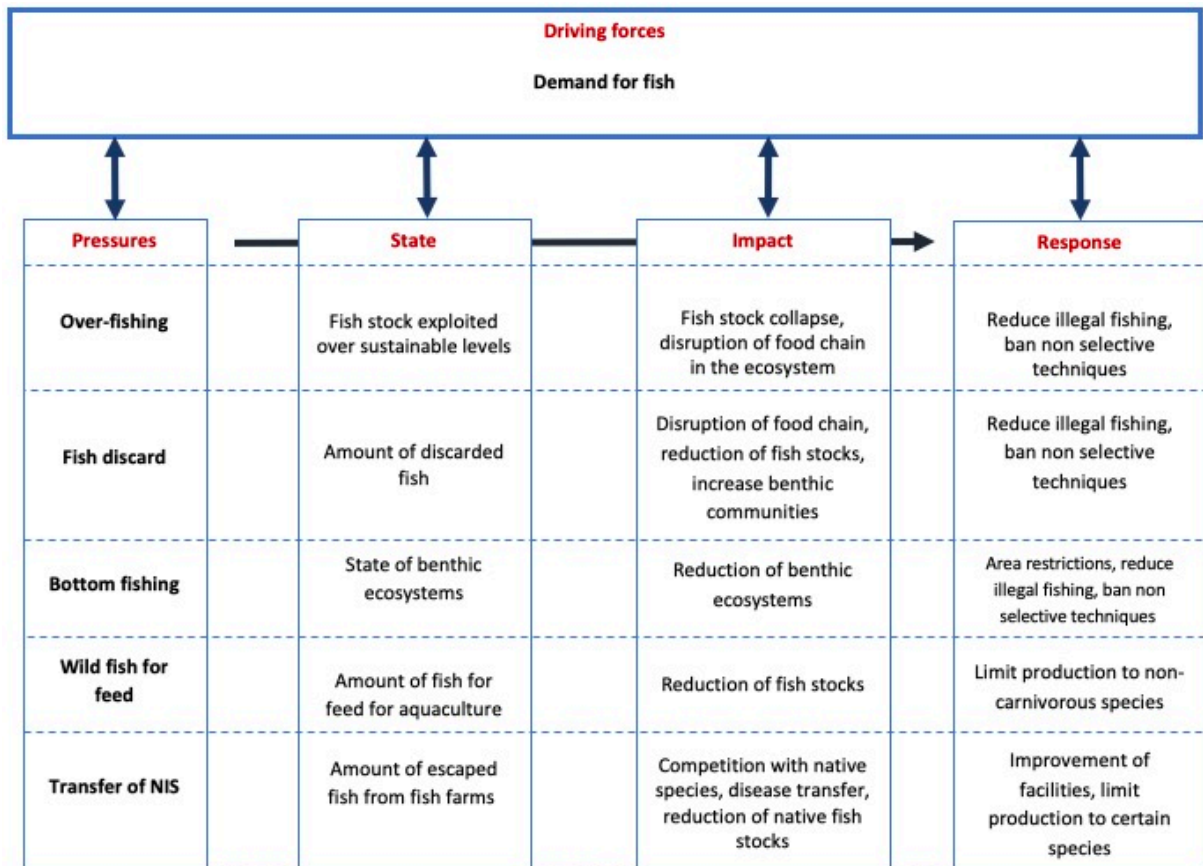 Driving forces
Demand for fish
Pressures
State
Impact
Response
Over-fishing
Fish stock exploited
over sustainable levels
Fish stock collapse,
disruption of food chain
in the ecosystem
Reduce illegal fishing,
ban non selective
techniques
Fish discard
Amount of discarded
fish
Disruption of food chain,
reduction of fish stocks,
increase benthic
communities
Reduce illegal fishing,
ban non selective
techniques
Bottom fishing
State of benthic
ecosystems
Reduction of benthic
ecosystems
Area restrictions, reduce
illegal fishing, ban non
selective techniques
Wild fish for
feed
Amount of fish for
feed for aquaculture
Reduction of fish stocks
Limit production to non-
carnivorous species
Transfer of NIS
Amount of escaped
fish from fish farms
Competition with native
species, disease transfer,
reduction of native fish
stocks
Improvement of
facilities, limit
production to certain
species